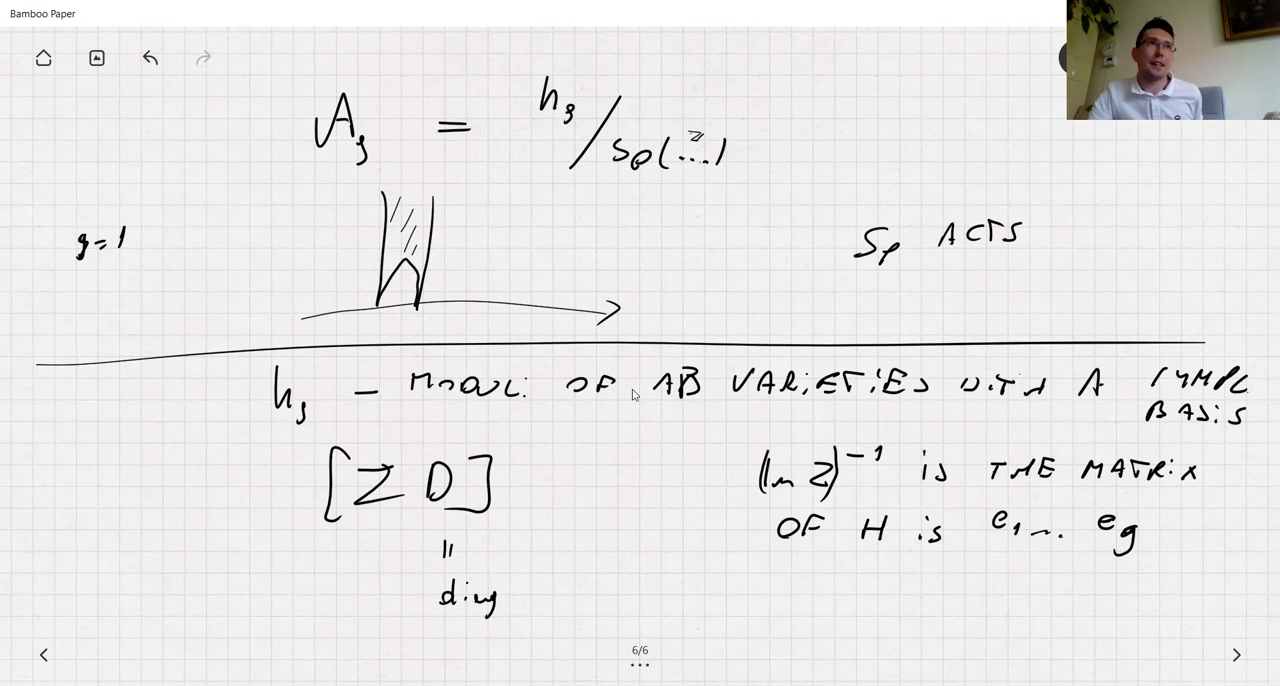 Bamboo Paper
A_g = h_g / Sp(...ℤ)
g=1
Sp ACTS
h_g – MODULI OF AB VARIETIES WITH A SYMPL BASIS
[Z D] (Im Z)^{-1} is THE MATRIX
OF H is e_1 ... e_g
=
diag
6/6